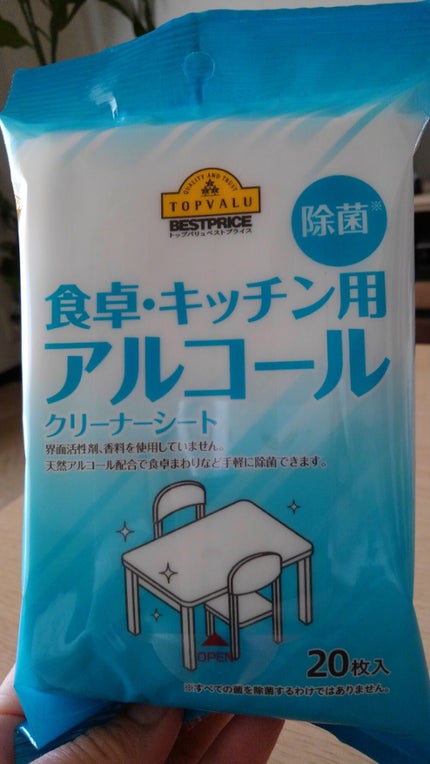 QUALITY AND TRUST
TOPVALU
BESTPRICE
トップバリュベストプライス
除菌※
食卓・キッチン用
アルコール
クリーナーシート
界面活性剤、香料を使用していません。
天然アルコール配合で食卓まわりなど手軽に除菌できます。
OPEN
20枚入
※すべての菌を除菌するわけではありません。